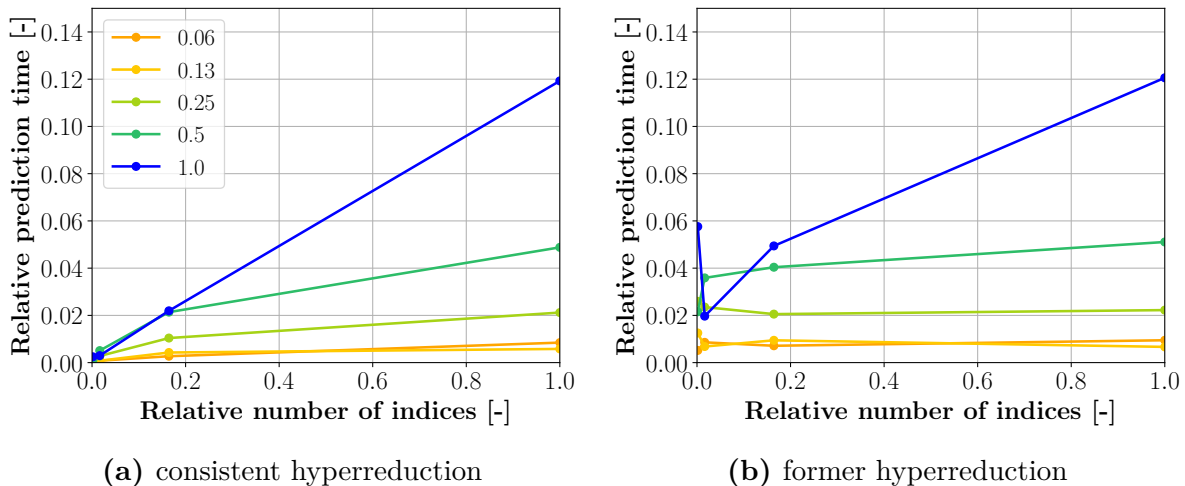 0.14
0.12
0.10
0.08
0.06
0.04
0.02
0.00
Relative prediction time [-]
0.06
0.13
0.25
0.5
1.0
0.0 0.2 0.4 0.6 0.8 1.0
Relative number of indices [-]
(a) consistent hyperreduction
0.14
0.12
0.10
0.08
0.06
0.04
0.02
0.00
Relative prediction time [-]
0.0 0.2 0.4 0.6 0.8 1.0
Relative number of indices [-]
(b) former hyperreduction